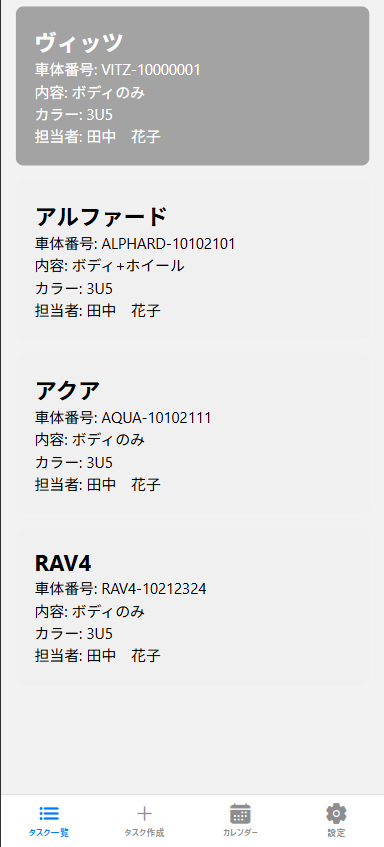 ヴィッツ
車体番号: VITZ-10000001
内容: ボディのみ
カラー: 3U5
担当者: 田中　花子
アルファード
車体番号: ALPHARD-10102101
内容: ボディ+ホイール
カラー: 3U5
担当者: 田中　花子
アクア
車体番号: AQUA-10102111
内容: ボディのみ
カラー: 3U5
担当者: 田中　花子
RAV4
車体番号: RAV4-10212324
内容: ボディのみ
カラー: 3U5
担当者: 田中　花子
タスク一覧
タスク作成
カレンダー
設定